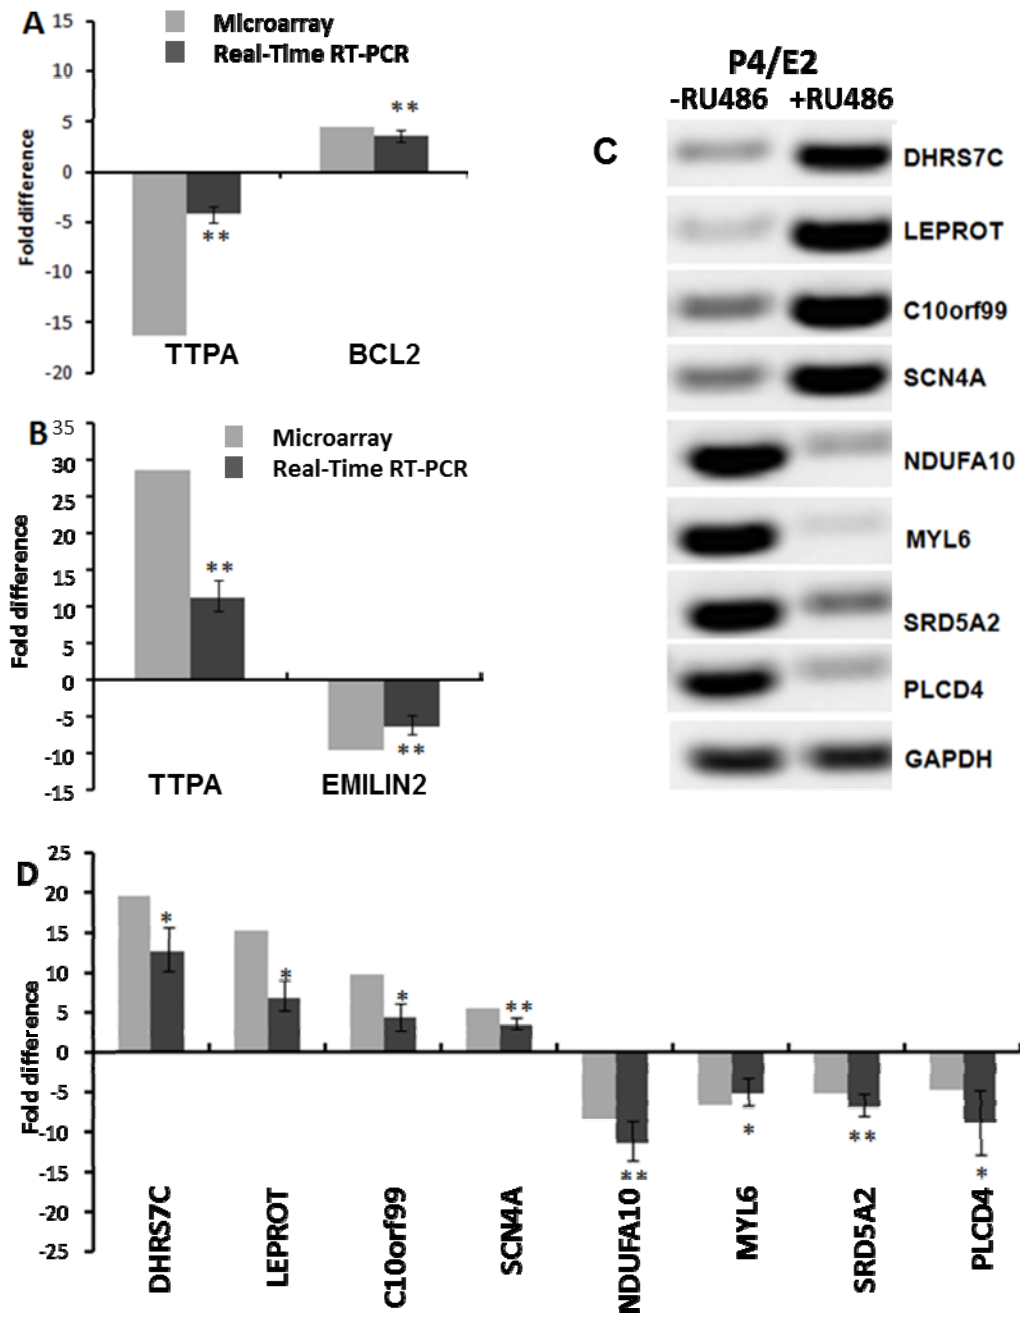 A
Microarray
Real-Time RT-PCR
15
10
5
0
-5
-10
-15
-20
Fold difference
**
**
TTPA BCL2
B
Microarray
Real-Time RT-PCR
35
30
25
20
15
10
5
0
-5
-10
-15
Fold difference
**
**
TTPA EMILIN2
C
P4/E2
-RU486 +RU486
DHRS7C
LEPROT
C10orf99
SCN4A
NDUFA10
MYL6
SRD5A2
PLCD4
GAPDH
D
25
20
15
10
5
0
-5
-10
-15
-20
-25
Fold difference
*
*
*
**
**
*
**
*
DHRS7C
LEPROT
C10orf99
SCN4A
NDUFA10
MYL6
SRD5A2
PLCD4